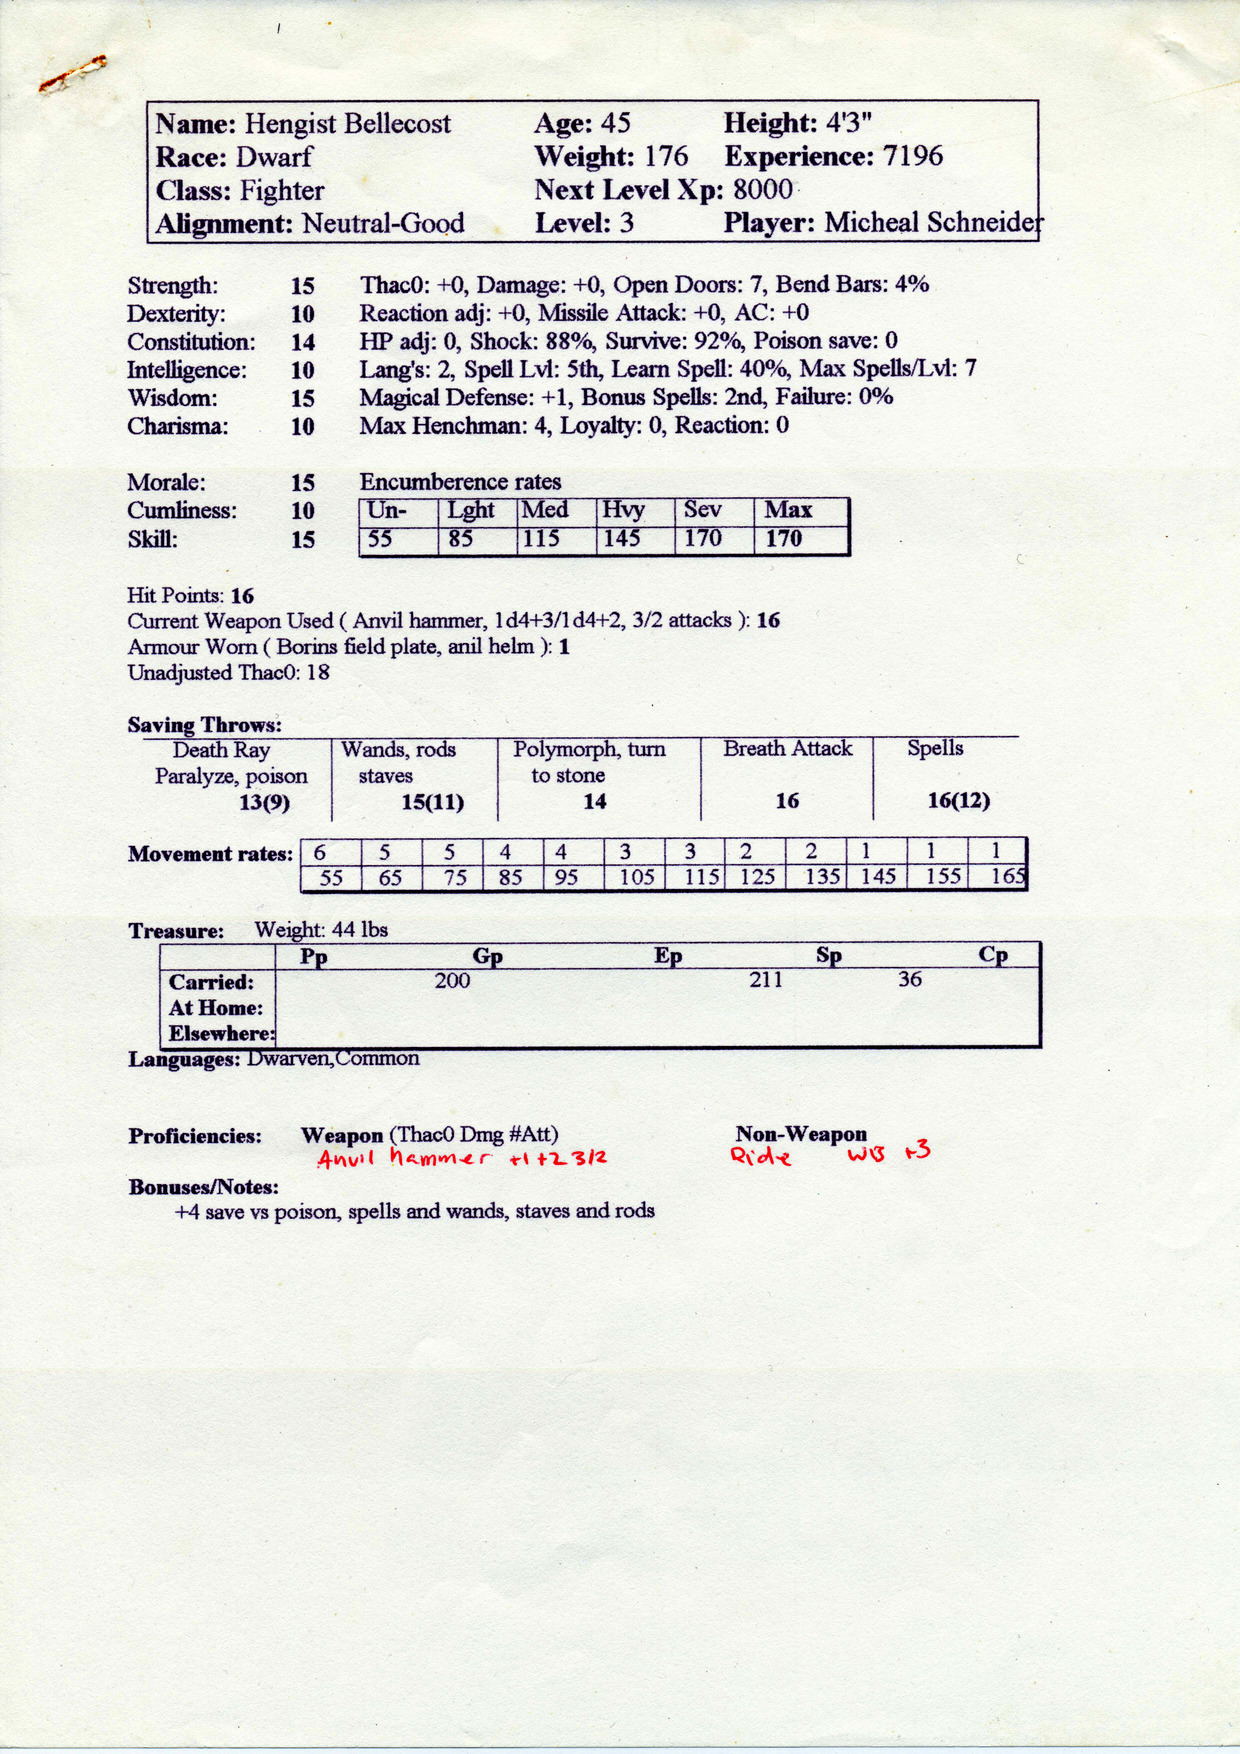 Name: Hengist Bellecost Age: 45 Height: 4'3"
Race: Dwarf Weight: 176 Experience: 7196
Class: Fighter Next Level Xp: 8000
Alignment: Neutral-Good Level: 3 Player: Micheal Schneider
Strength: 15 Thac0: +0, Damage: +0, Open Doors: 7, Bend Bars: 4%
Dexterity: 10 Reaction adj: +0, Missile Attack: +0, AC: +0
Constitution: 14 HP adj: 0, Shock: 88%, Survive: 92%, Poison save: 0
Intelligence: 10 Lang's: 2, Spell Lvl: 5th, Learn Spell: 40%, Max Spells/Lvl: 7
Wisdom: 15 Magical Defense: +1, Bonus Spells: 2nd, Failure: 0%
Charisma: 10 Max Henchman: 4, Loyalty: 0, Reaction: 0
Morale: 15 Encumberence rates
Cumliness: 10 Un- Lght Med Hvy Sev Max
Skill: 15 55 85 115 145 170 170
Hit Points: 16
Current Weapon Used ( Anvil hammer, 1d4+3/1d4+2, 3/2 attacks ): 16
Armour Worn ( Borins field plate, anil helm ): 1
Unadjusted Thac0: 18
Saving Throws:
Death Ray Wands, rods Polymorph, turn Breath Attack Spells
Paralyze, poison staves to stone
13(9) 15(11) 14 16 16(12)
Movement rates: 6 5 5 4 4 3 3 2 2 1 1 1
55 65 75 85 95 105 115 125 135 145 155 165
Treasure: Weight: 44 lbs
Pp Gp Ep Sp Cp
Carried: 200 211 36
At Home:
Elsewhere:
Languages: Dwarven,Common
Proficiencies: Weapon (Thac0 Dmg #Att) Non-Weapon
Anvil hammer +1 +2 3/2 Ride WB +3
Bonuses/Notes:
+4 save vs poison, spells and wands, staves and rods